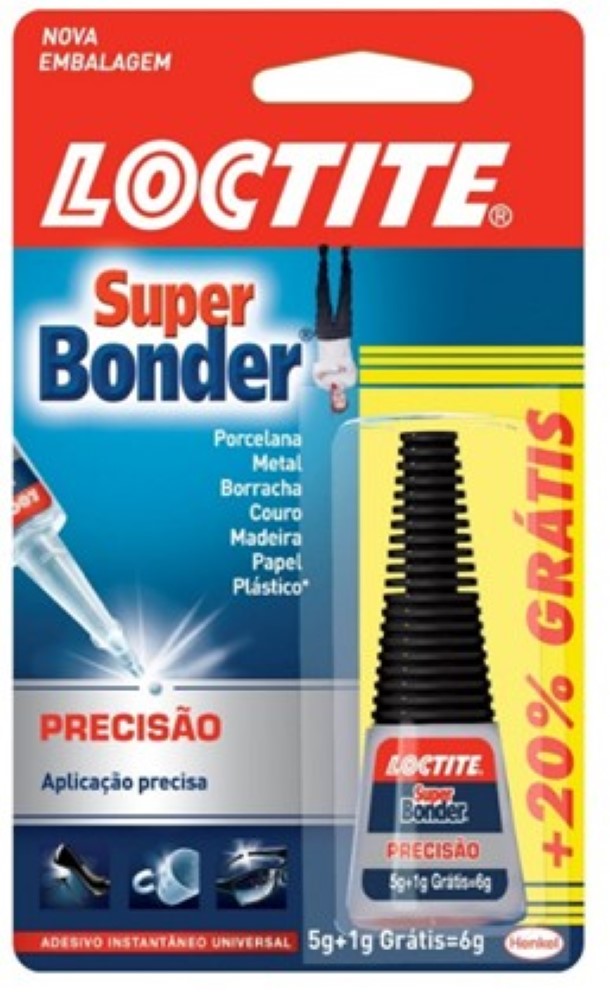 NOVA
EMBALAGEM
LOCTITE®
Super
Bonder®
Porcelana
Metal
Borracha
Couro
Madeira
Papel
Plástico*
+20% GRÁTIS
PRECISÃO
Aplicação precisa
LOCTITE
Super
Bonder
PRECISÃO
5g+1g Grátis=6g
ADESIVO INSTANTÂNEO UNIVERSAL
5g+1g Grátis=6g
Henkel